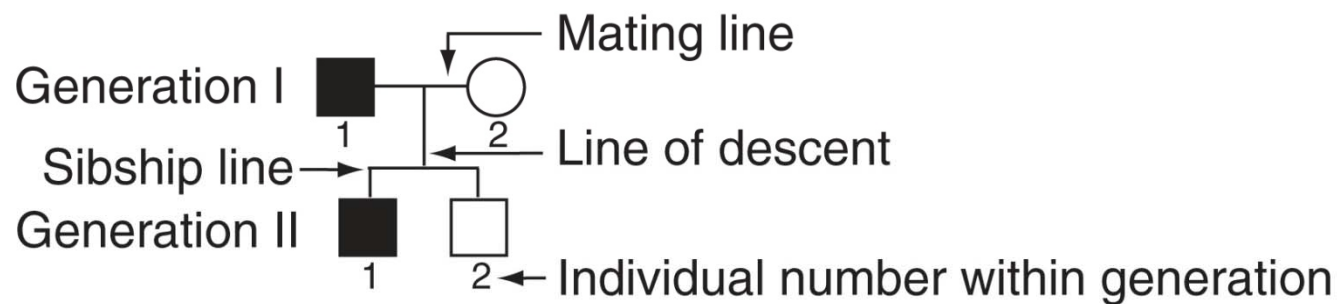 Mating line
Generation I
1
2
Line of descent
Sibship line
Generation II
1
2
Individual number within generation